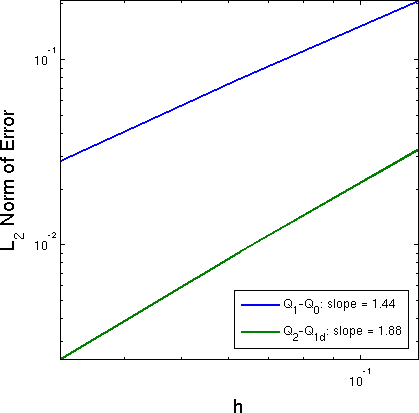 10⁻¹
10⁻²
L₂ Norm of Error
Q₁-Q₀: slope = 1.44
Q₂-Q₁d: slope = 1.88
10⁻¹
h